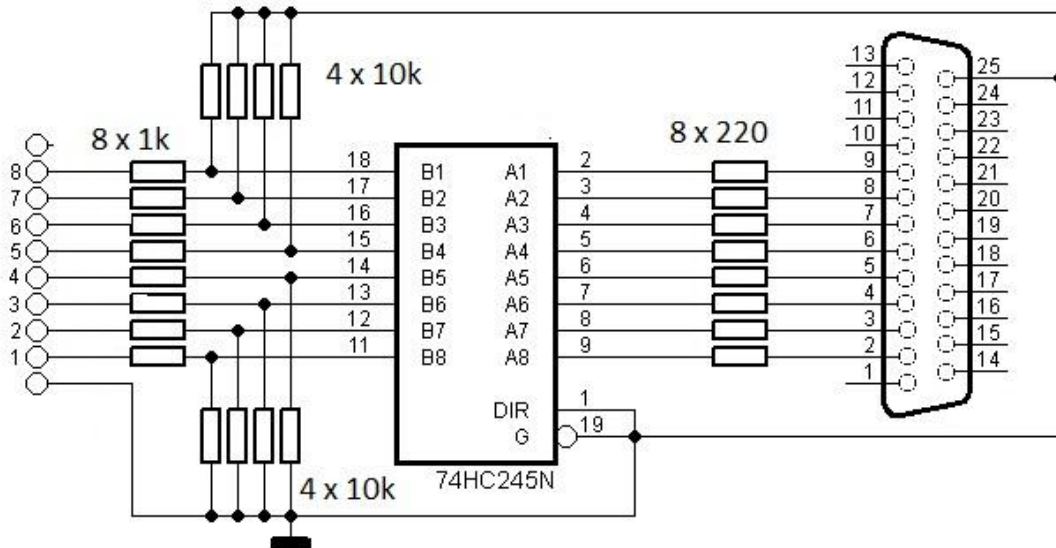 4 x 10k
8 x 1k
8 x 220
8
7
6
5
4
3
2
1
18 B1 A1 2
17 B2 A2 3
16 B3 A3 4
15 B4 A4 5
14 B5 A5 6
13 B6 A6 7
12 B7 A7 8
11 B8 A8 9
DIR 1
G 19
74HC245N
4 x 10k
13
12
11
10
9
8
7
6
5
4
3
2
1
25
24
23
22
21
20
19
18
17
16
15
14